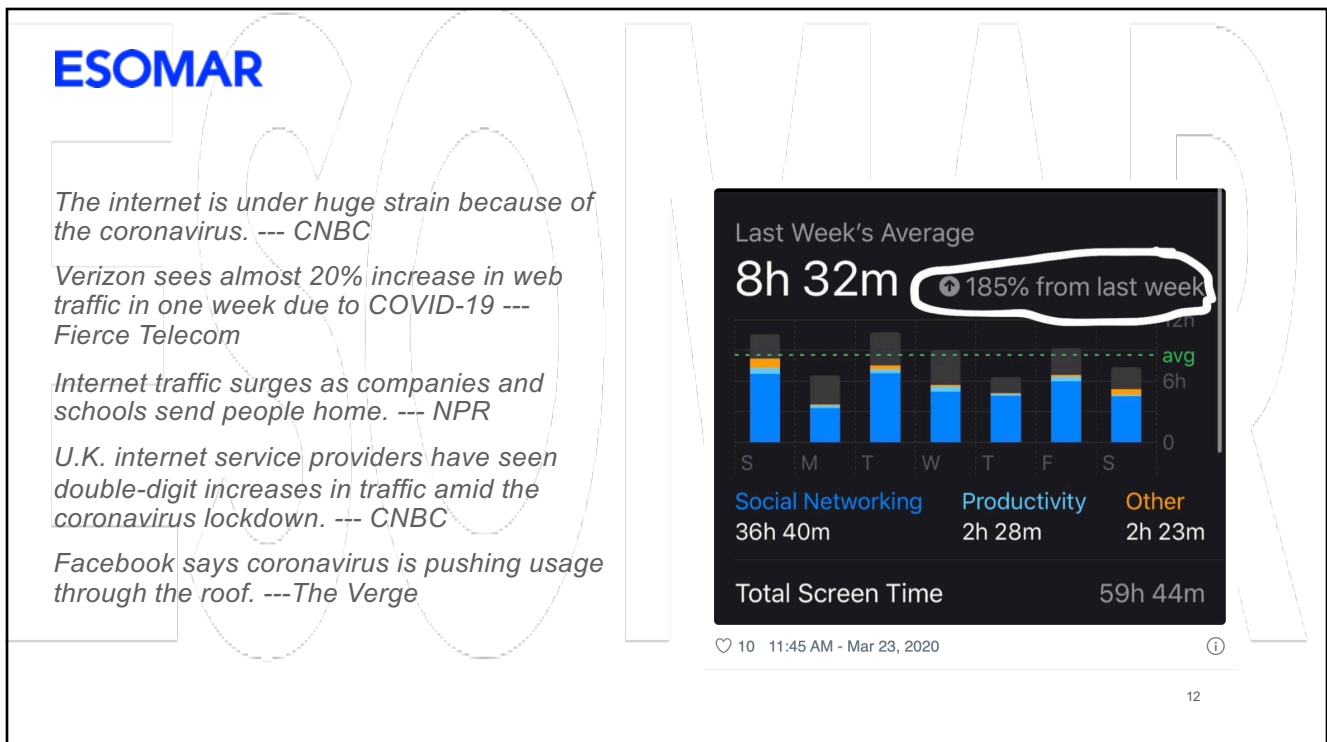 ESOMAR
The internet is under huge strain because of
the coronavirus. --- CNBC
Verizon sees almost 20% increase in web
traffic in one week due to COVID-19 ---
Fierce Telecom
Internet traffic surges as companies and
schools send people home. --- NPR
U.K. internet service providers have seen
double-digit increases in traffic amid the
coronavirus lockdown. --- CNBC
Facebook says coronavirus is pushing usage
through the roof. ---The Verge
Last Week's Average
8h 32m 185% from last week
12h
avg
6h
0
S M T W T F S
Social Networking Productivity Other
36h 40m 2h 28m 2h 23m
Total Screen Time 59h 44m
10 11:45 AM - Mar 23, 2020
12
ESOMAR